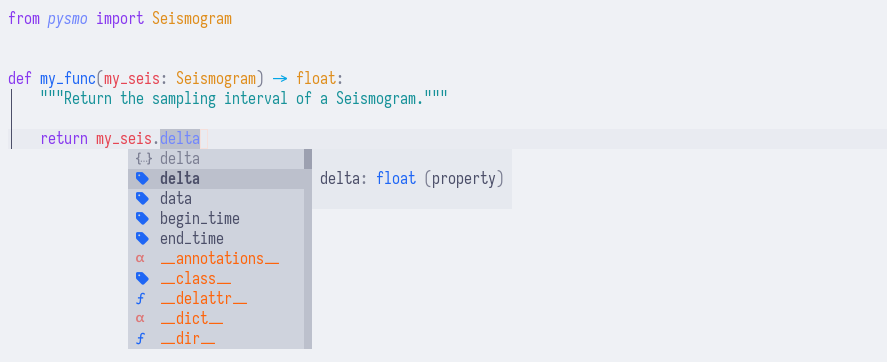 from pysmo import Seismogram
def my_func(my_seis: Seismogram) → float:
"""Return the sampling interval of a Seismogram."""
return my_seis.delta
{..} delta
delta
delta: float (property)
data
begin_time
end_time
α __annotations__
__class__
ƒ __delattr__
α __dict__
ƒ __dir__